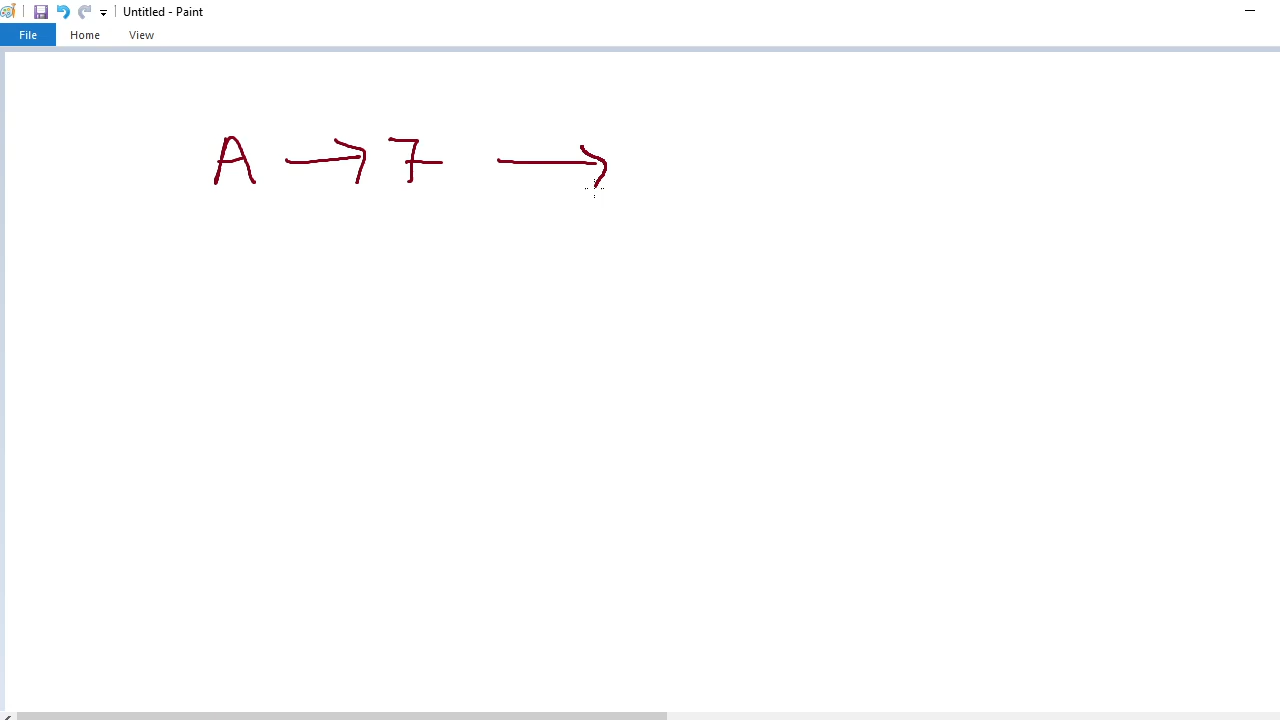 Untitled - Paint
File Home View
A → 7 →